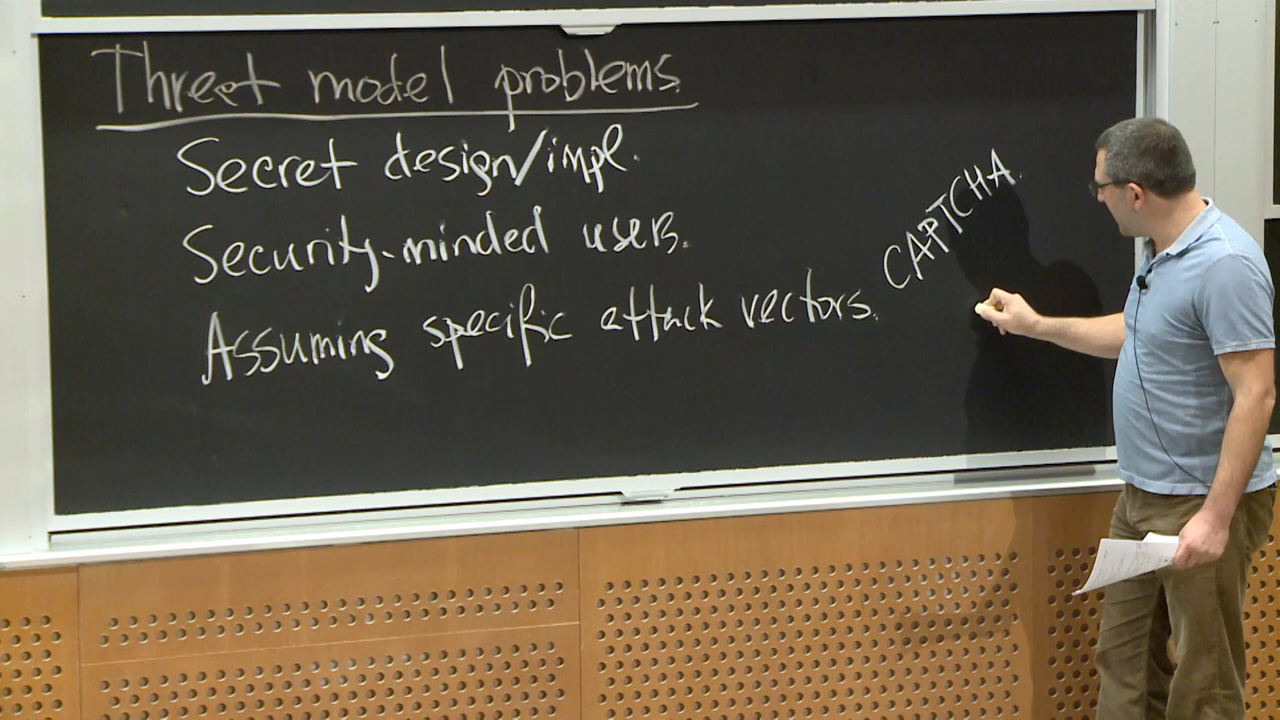 Threat model problems.
Secret design/impl.
Security-minded users.
Assuming specific attack vectors.
CAPTCHA.